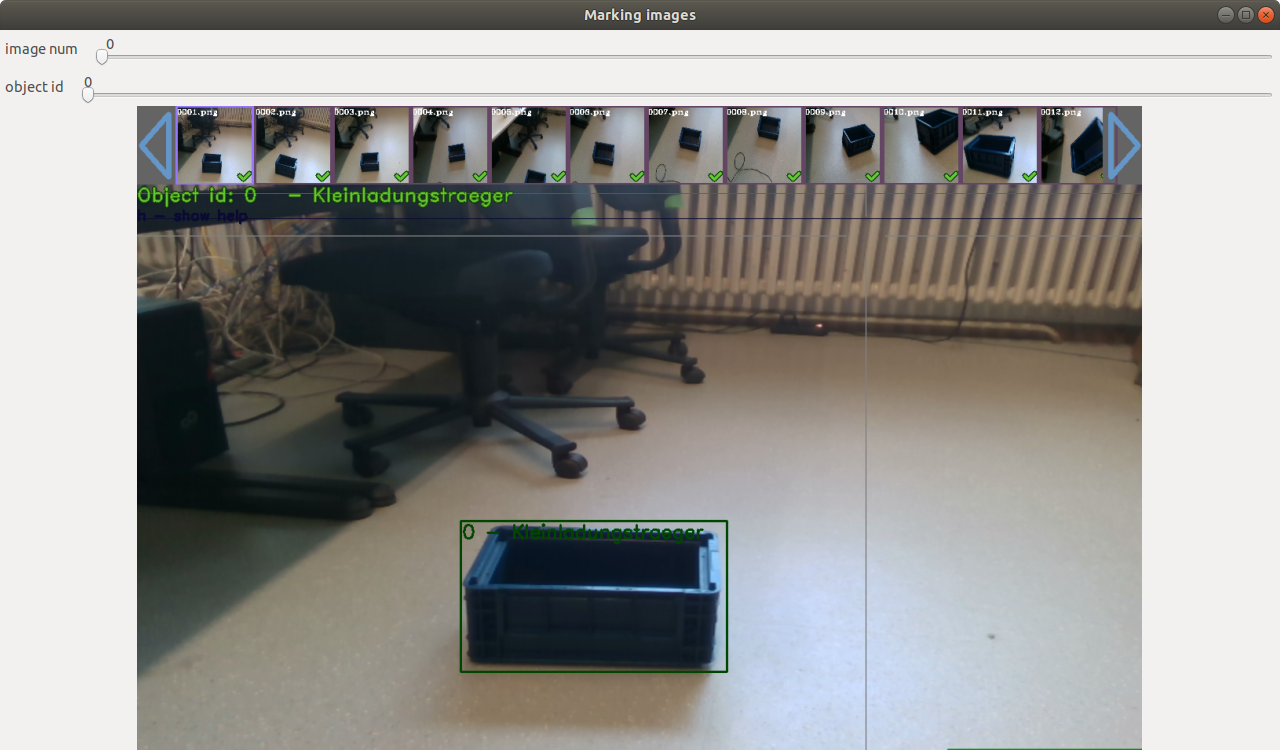 Marking images
image num 0
object id 0
0001.png 0002.png 0003.png 0004.png 0005.png 0006.png 0007.png 0008.png 0009.png 0010.png 0011.png 0012.png
Object id: 0 - Kleinladungstraeger
h - show help
0 - Kleinladungstraeger